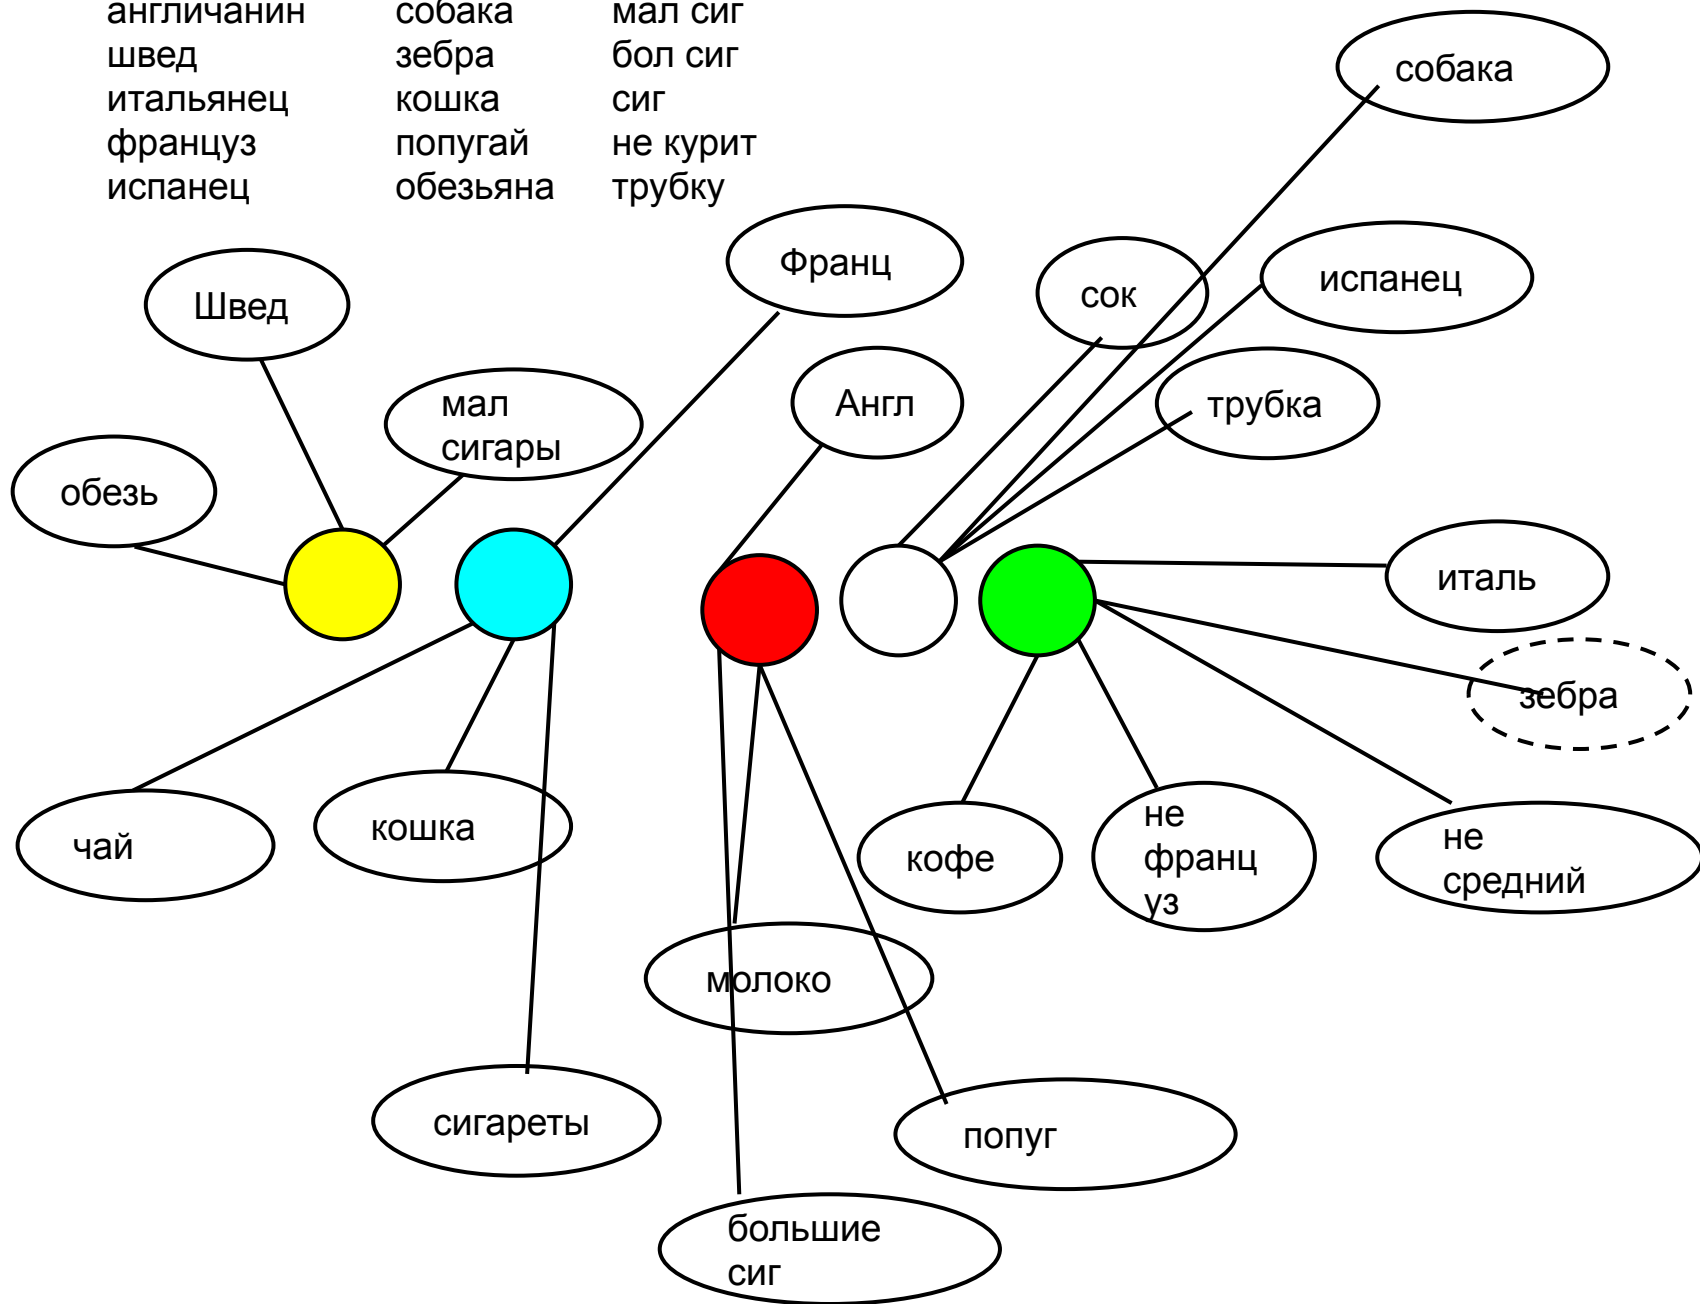 англичанин собака мал сиг
швед зебра бол сиг
итальянец кошка сиг
француз попугай не курит
испанец обезьяна трубку
собака
Франц
сок
испанец
Швед
мал
сигары
Англ
трубка
обезь
италь
зебра
чай
кошка
кофе
не
франц
уз
не
средний
молоко
сигареты
попуг
большие
сиг